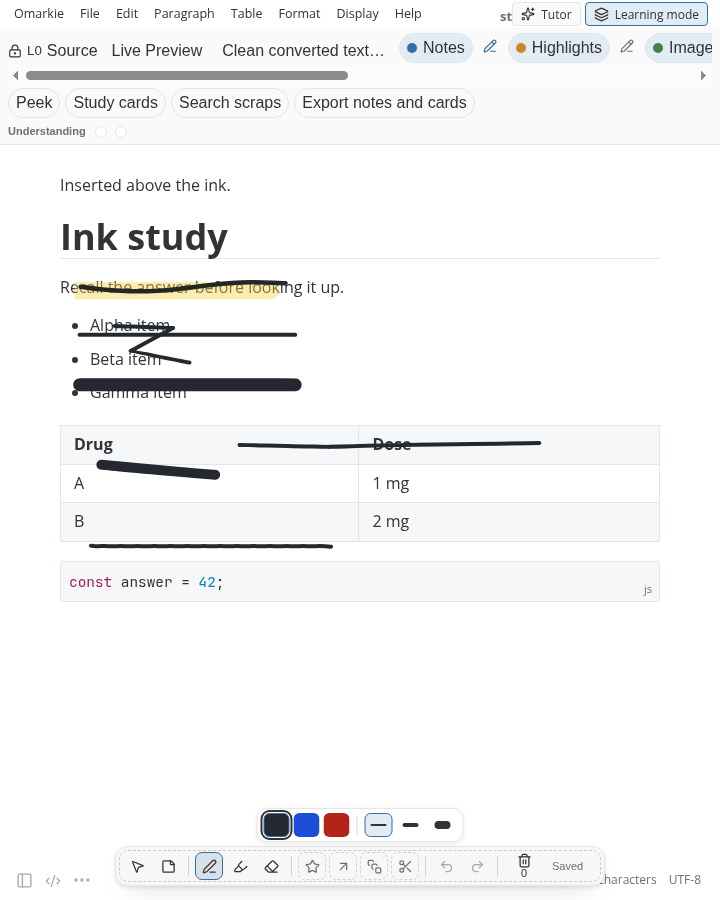 Omarkie File Edit Paragraph Table Format Display Help st Tutor Learning mode
L0 Source Live Preview Clean converted text… Notes Highlights Image
Peek Study cards Search scraps Export notes and cards
Understanding
Inserted above the ink.
Ink study
Recall the answer before looking it up.
Alpha item
Beta item
Gamma item
Drug Dose
A 1 mg
B 2 mg
const answer = 42;
js
0 Saved
characters UTF-8